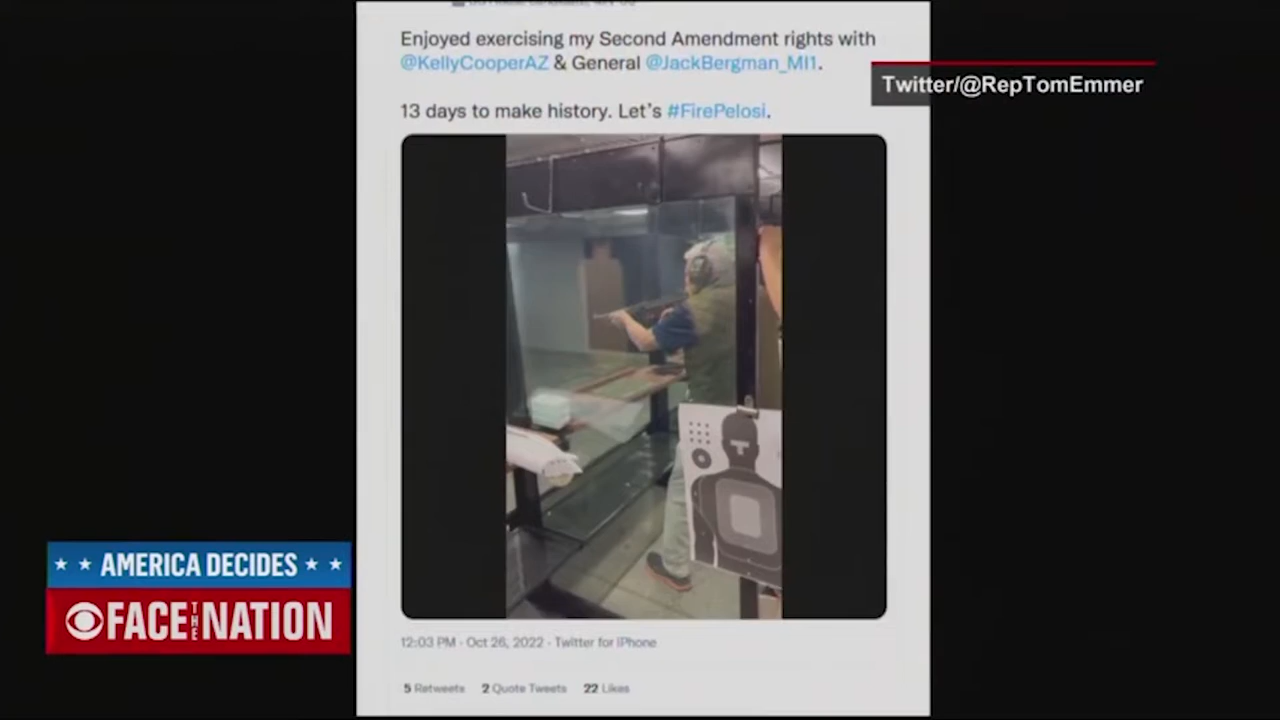 Enjoyed exercising my Second Amendment rights with
@KellyCooperAZ & General @JackBergman_MI1.
13 days to make history. Let's #FirePelosi.
Twitter/@RepTomEmmer
AMERICA DECIDES
FACE THE NATION
12:03 PM · Oct 26, 2022 · Twitter for iPhone
5 Retweets 2 Quote Tweets 22 Likes